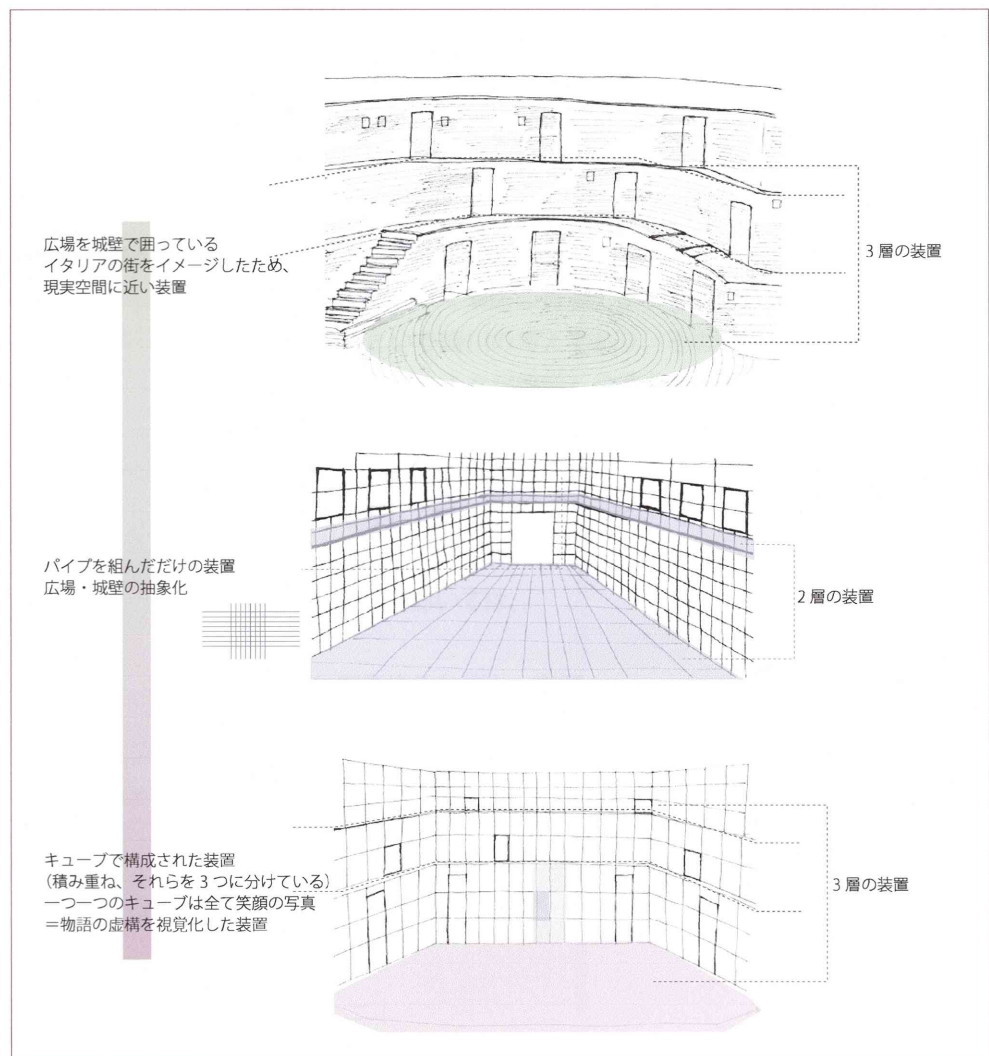 広場を城壁で囲っている
イタリアの街をイメージしたため、
現実空間に近い装置
3 層の装置
パイプを組んだだけの装置
広場・城壁の抽象化
2 層の装置
キューブで構成された装置
(積み重ね、それらを 3 つに分けている)
一つ一つのキューブは全て笑顔の写真
=物語の虚構を視覚化した装置
3 層の装置